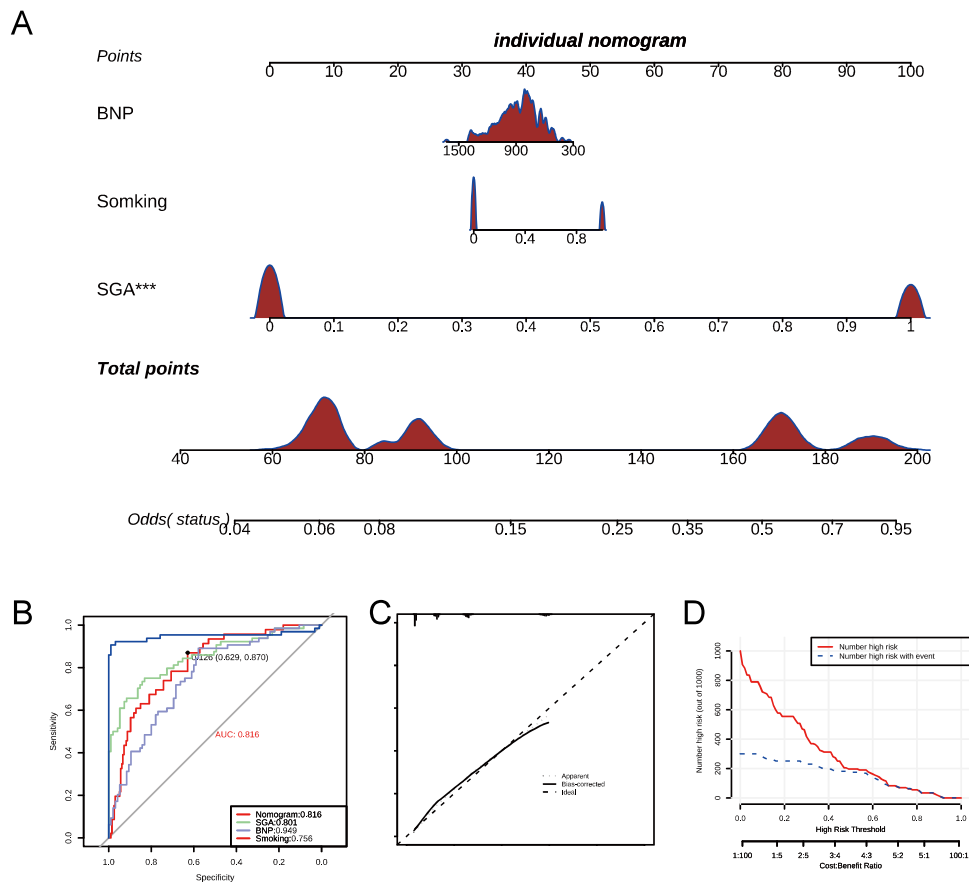 A
individual nomogram
Points
0 10 20 30 40 50 60 70 80 90 100
BNP
1500 900 300
Somking
0 0.4 0.8
SGA***
0 0.1 0.2 0.3 0.4 0.5 0.6 0.7 0.8 0.9 1
Total points
40 60 80 100 120 140 160 180 200
Odds( status )
0.04 0.06 0.08 0.15 0.25 0.35 0.5 0.7 0.95
B
Sensitivity
1.0
0.8
0.6
0.4
0.2
0.0
0.126 (0.629, 0.870)
AUC: 0.816
Nomogram:0.816
SGA:0.801
BNP:0.949
Smoking:0.756
1.0 0.8 0.6 0.4 0.2 0.0
Specificity
C
Apparent
Bias-corrected
Ideal
D
Number high risk (out of 1000)
1000
800
600
400
200
0
Number high risk
Number high risk with event
0.0 0.2 0.4 0.6 0.8 1.0
High Risk Threshold
1:100 1:5 2:5 3:4 4:3 5:2 5:1 100:1
Cost:Benefit Ratio